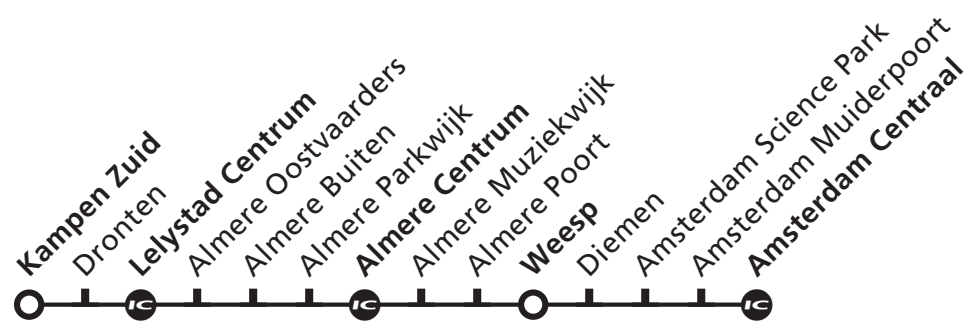 Kampen Zuid
Dronten
Lelystad Centrum
Almere Oostvaarders
Almere Buiten
Almere Parkwijk
Almere Centrum
Almere Muziekwijk
Almere Poort
Weesp
Diemen
Amsterdam Science Park
Amsterdam Muiderpoort
Amsterdam Centraal
IC
IC
IC